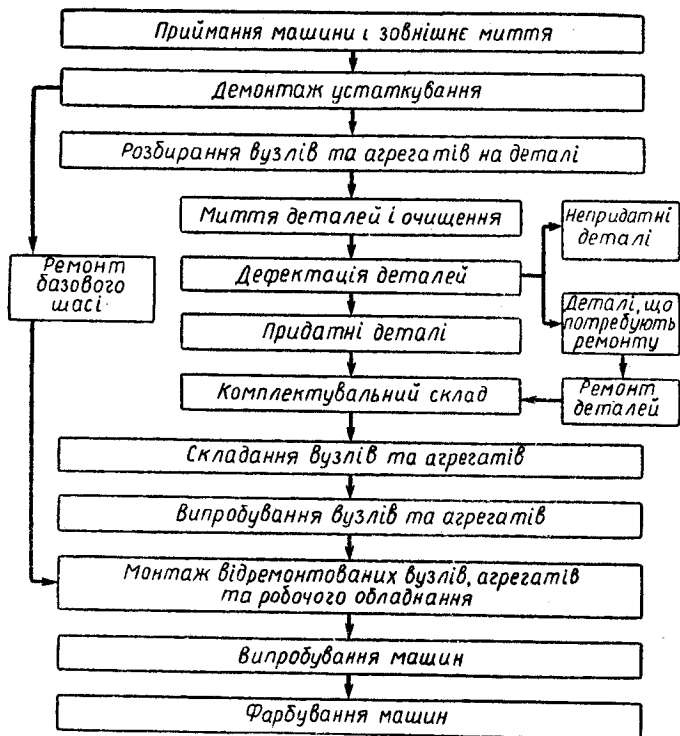 Приймання машини і зовнішнє миття
Демонтаж устаткування
Розбирання вузлів та агрегатів на деталі
Миття деталей і очищення
Непридатні
деталі
Ремонт
базового
шасі
Дефектація деталей
Деталі, що
потребують
ремонту
Придатні деталі
Комплектувальний склад
Ремонт
деталей
Складання вузлів та агрегатів
Випробування вузлів та агрегатів
Монтаж відремонтованих вузлів, агрегатів
та робочого обладнання
Випробування машин
Фарбування машин